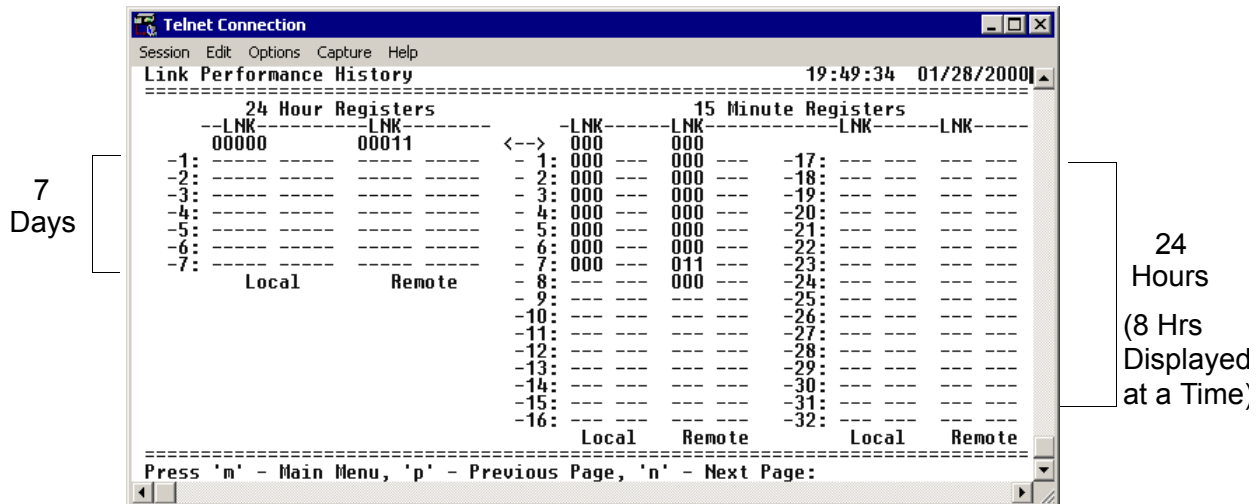 Telnet Connection
Session Edit Options Capture Help
Link Performance History 19:49:34 01/28/2000
==============================================================================
24 Hour Registers 15 Minute Registers
--LNK----------LNK-------- -LNK------LNK------------LNK------LNK-----
00000 00011 <--> 000 000
-1: ----- ----- ----- ----- - 1: 000 --- 000 --- -17: --- --- --- ---
-2: ----- ----- ----- ----- - 2: 000 --- 000 --- -18: --- --- --- ---
-3: ----- ----- ----- ----- - 3: 000 --- 000 --- -19: --- --- --- ---
-4: ----- ----- ----- ----- - 4: 000 --- 000 --- -20: --- --- --- ---
-5: ----- ----- ----- ----- - 5: 000 --- 000 --- -21: --- --- --- ---
-6: ----- ----- ----- ----- - 6: 000 --- 000 --- -22: --- --- --- ---
-7: ----- ----- ----- ----- - 7: 000 --- 011 --- -23: --- --- --- ---
Local Remote - 8: --- --- 000 --- -24: --- --- --- ---
- 9: --- --- --- --- -25: --- --- --- ---
-10: --- --- --- --- -26: --- --- --- ---
-11: --- --- --- --- -27: --- --- --- ---
-12: --- --- --- --- -28: --- --- --- ---
-13: --- --- --- --- -29: --- --- --- ---
-14: --- --- --- --- -30: --- --- --- ---
-15: --- --- --- --- -31: --- --- --- ---
-16: --- --- --- --- -32: --- --- --- ---
Local Remote Local Remote
==============================================================================
Press 'm' - Main Menu, 'p' - Previous Page, 'n' - Next Page:
7
Days
24
Hours
(8 Hrs
Displayed
at a Time)